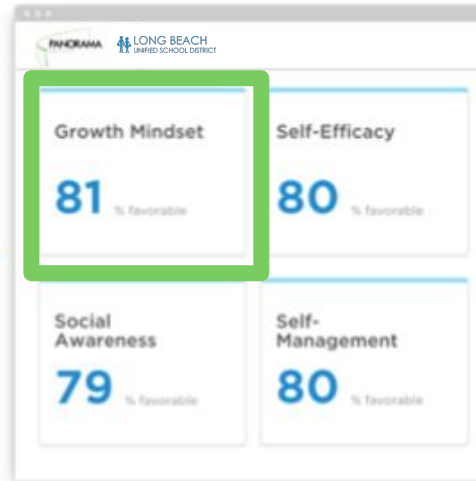 PANORAMA
LONG BEACH
UNIFIED SCHOOL DISTRICT
Growth Mindset
81 % favorable
Self-Efficacy
80 % favorable
Social
Awareness
79 % favorable
Self-
Management
80 % favorable